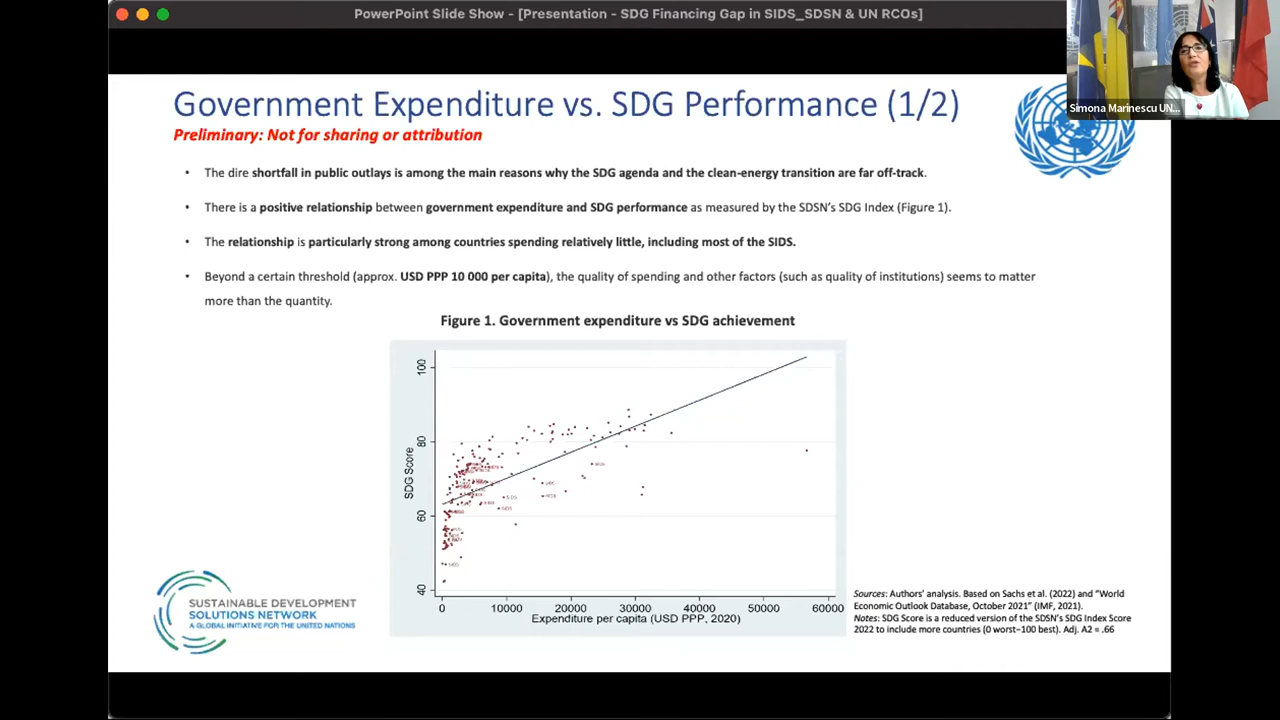 PowerPoint Slide Show - [Presentation - SDG Financing Gap in SIDS_SDSN & UN RCOs]
Simona Marinescu UN...
Government Expenditure vs. SDG Performance (1/2)
Preliminary: Not for sharing or attribution
• The dire shortfall in public outlays is among the main reasons why the SDG agenda and the clean-energy transition are far off-track.
• There is a positive relationship between government expenditure and SDG performance as measured by the SDSN's SDG Index (Figure 1).
• The relationship is particularly strong among countries spending relatively little, including most of the SIDS.
• Beyond a certain threshold (approx. USD PPP 10 000 per capita), the quality of spending and other factors (such as quality of institutions) seems to matter
more than the quantity.
Figure 1. Government expenditure vs SDG achievement
SDG Score
100
80
60
40
SIDS
SIDS
SIDS
SIDS
SIDS
SIDS
0 10000 20000 30000 40000 50000 60000
Expenditure per capita (USD PPP, 2020)
SUSTAINABLE DEVELOPMENT
SOLUTIONS NETWORK
A GLOBAL INITIATIVE FOR THE UNITED NATIONS
Sources: Authors' analysis. Based on Sachs et al. (2022) and "World
Economic Outlook Database, October 2021" (IMF, 2021).
Notes: SDG Score is a reduced version of the SDSN's SDG Index Score
2022 to include more countries (0 worst–100 best). Adj. A2 = .66